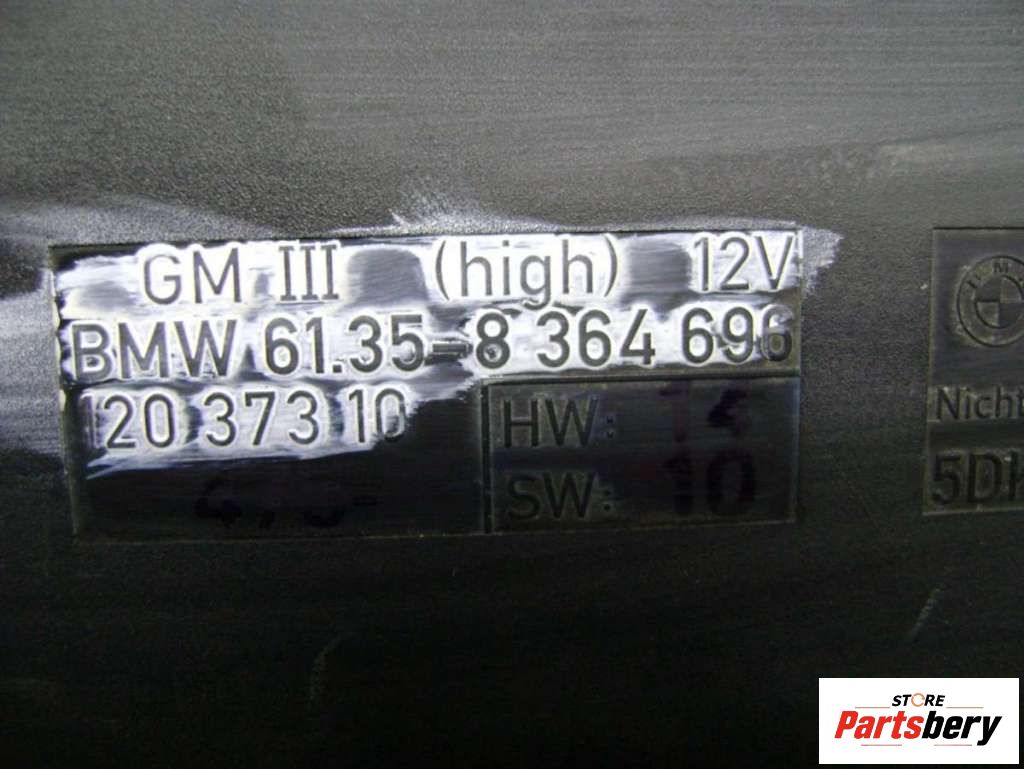 GM III (high) 12V
BMW 61.35-8 364 696
120 373 10
HW: 14
SW: 10
Nicht
5DK
STORE
Partsbery